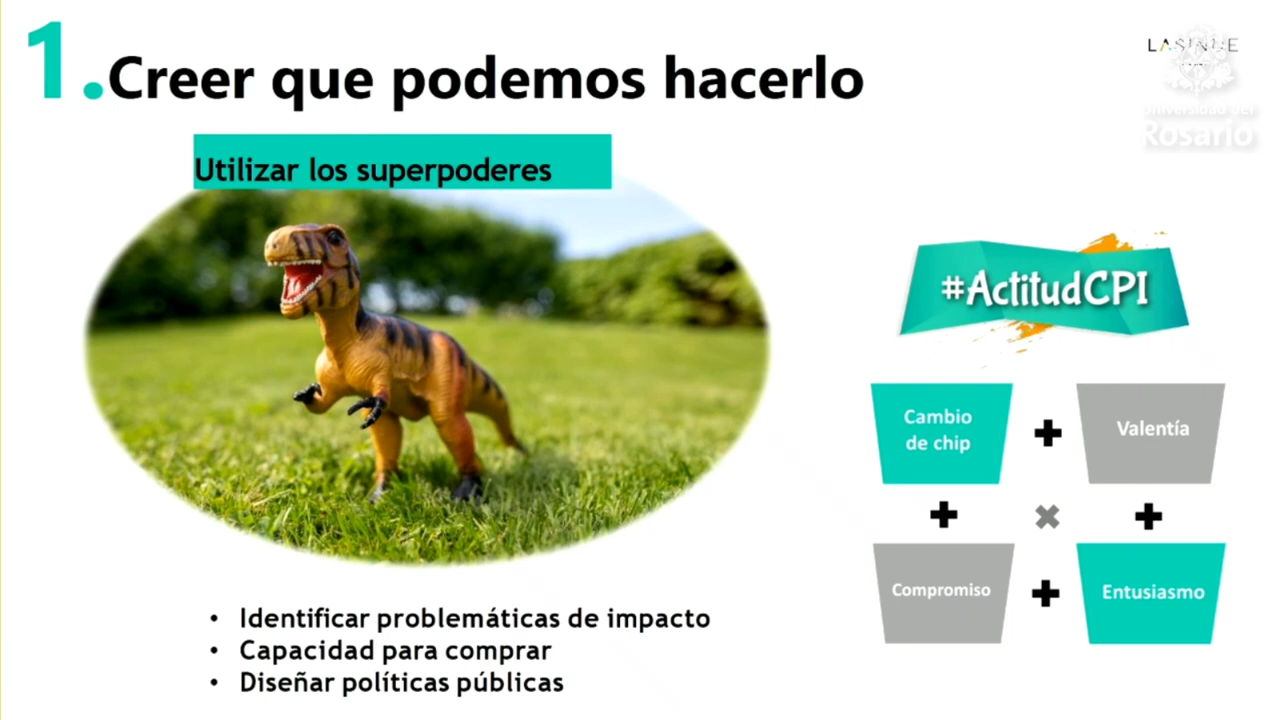 1.Creer que podemos hacerlo
LASINUE
Universidad del
Rosario
Utilizar los superpoderes
#ActitudCPI
Cambio
de chip
Valentía
Compromiso
Entusiasmo
• Identificar problemáticas de impacto
• Capacidad para comprar
• Diseñar políticas públicas